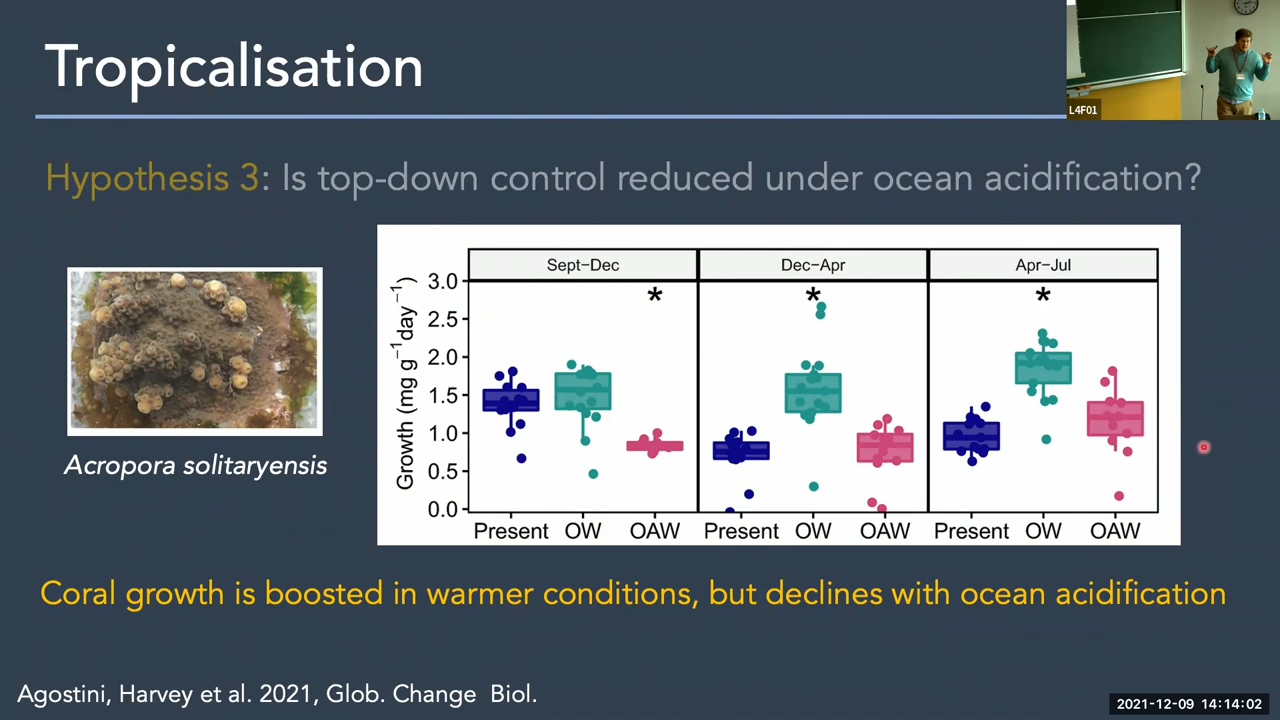 Tropicalisation
L4F01
Hypothesis 3: Is top-down control reduced under ocean acidification?
Sept–Dec
Dec–Apr
Apr–Jul
Growth (mg g⁻¹day⁻¹)
3.0
2.5
2.0
1.5
1.0
0.5
0.0
* * *
Present OW OAW Present OW OAW Present OW OAW
Acropora solitaryensis
Coral growth is boosted in warmer conditions, but declines with ocean acidification
Agostini, Harvey et al. 2021, Glob. Change Biol.
2021-12-09 14:14:02